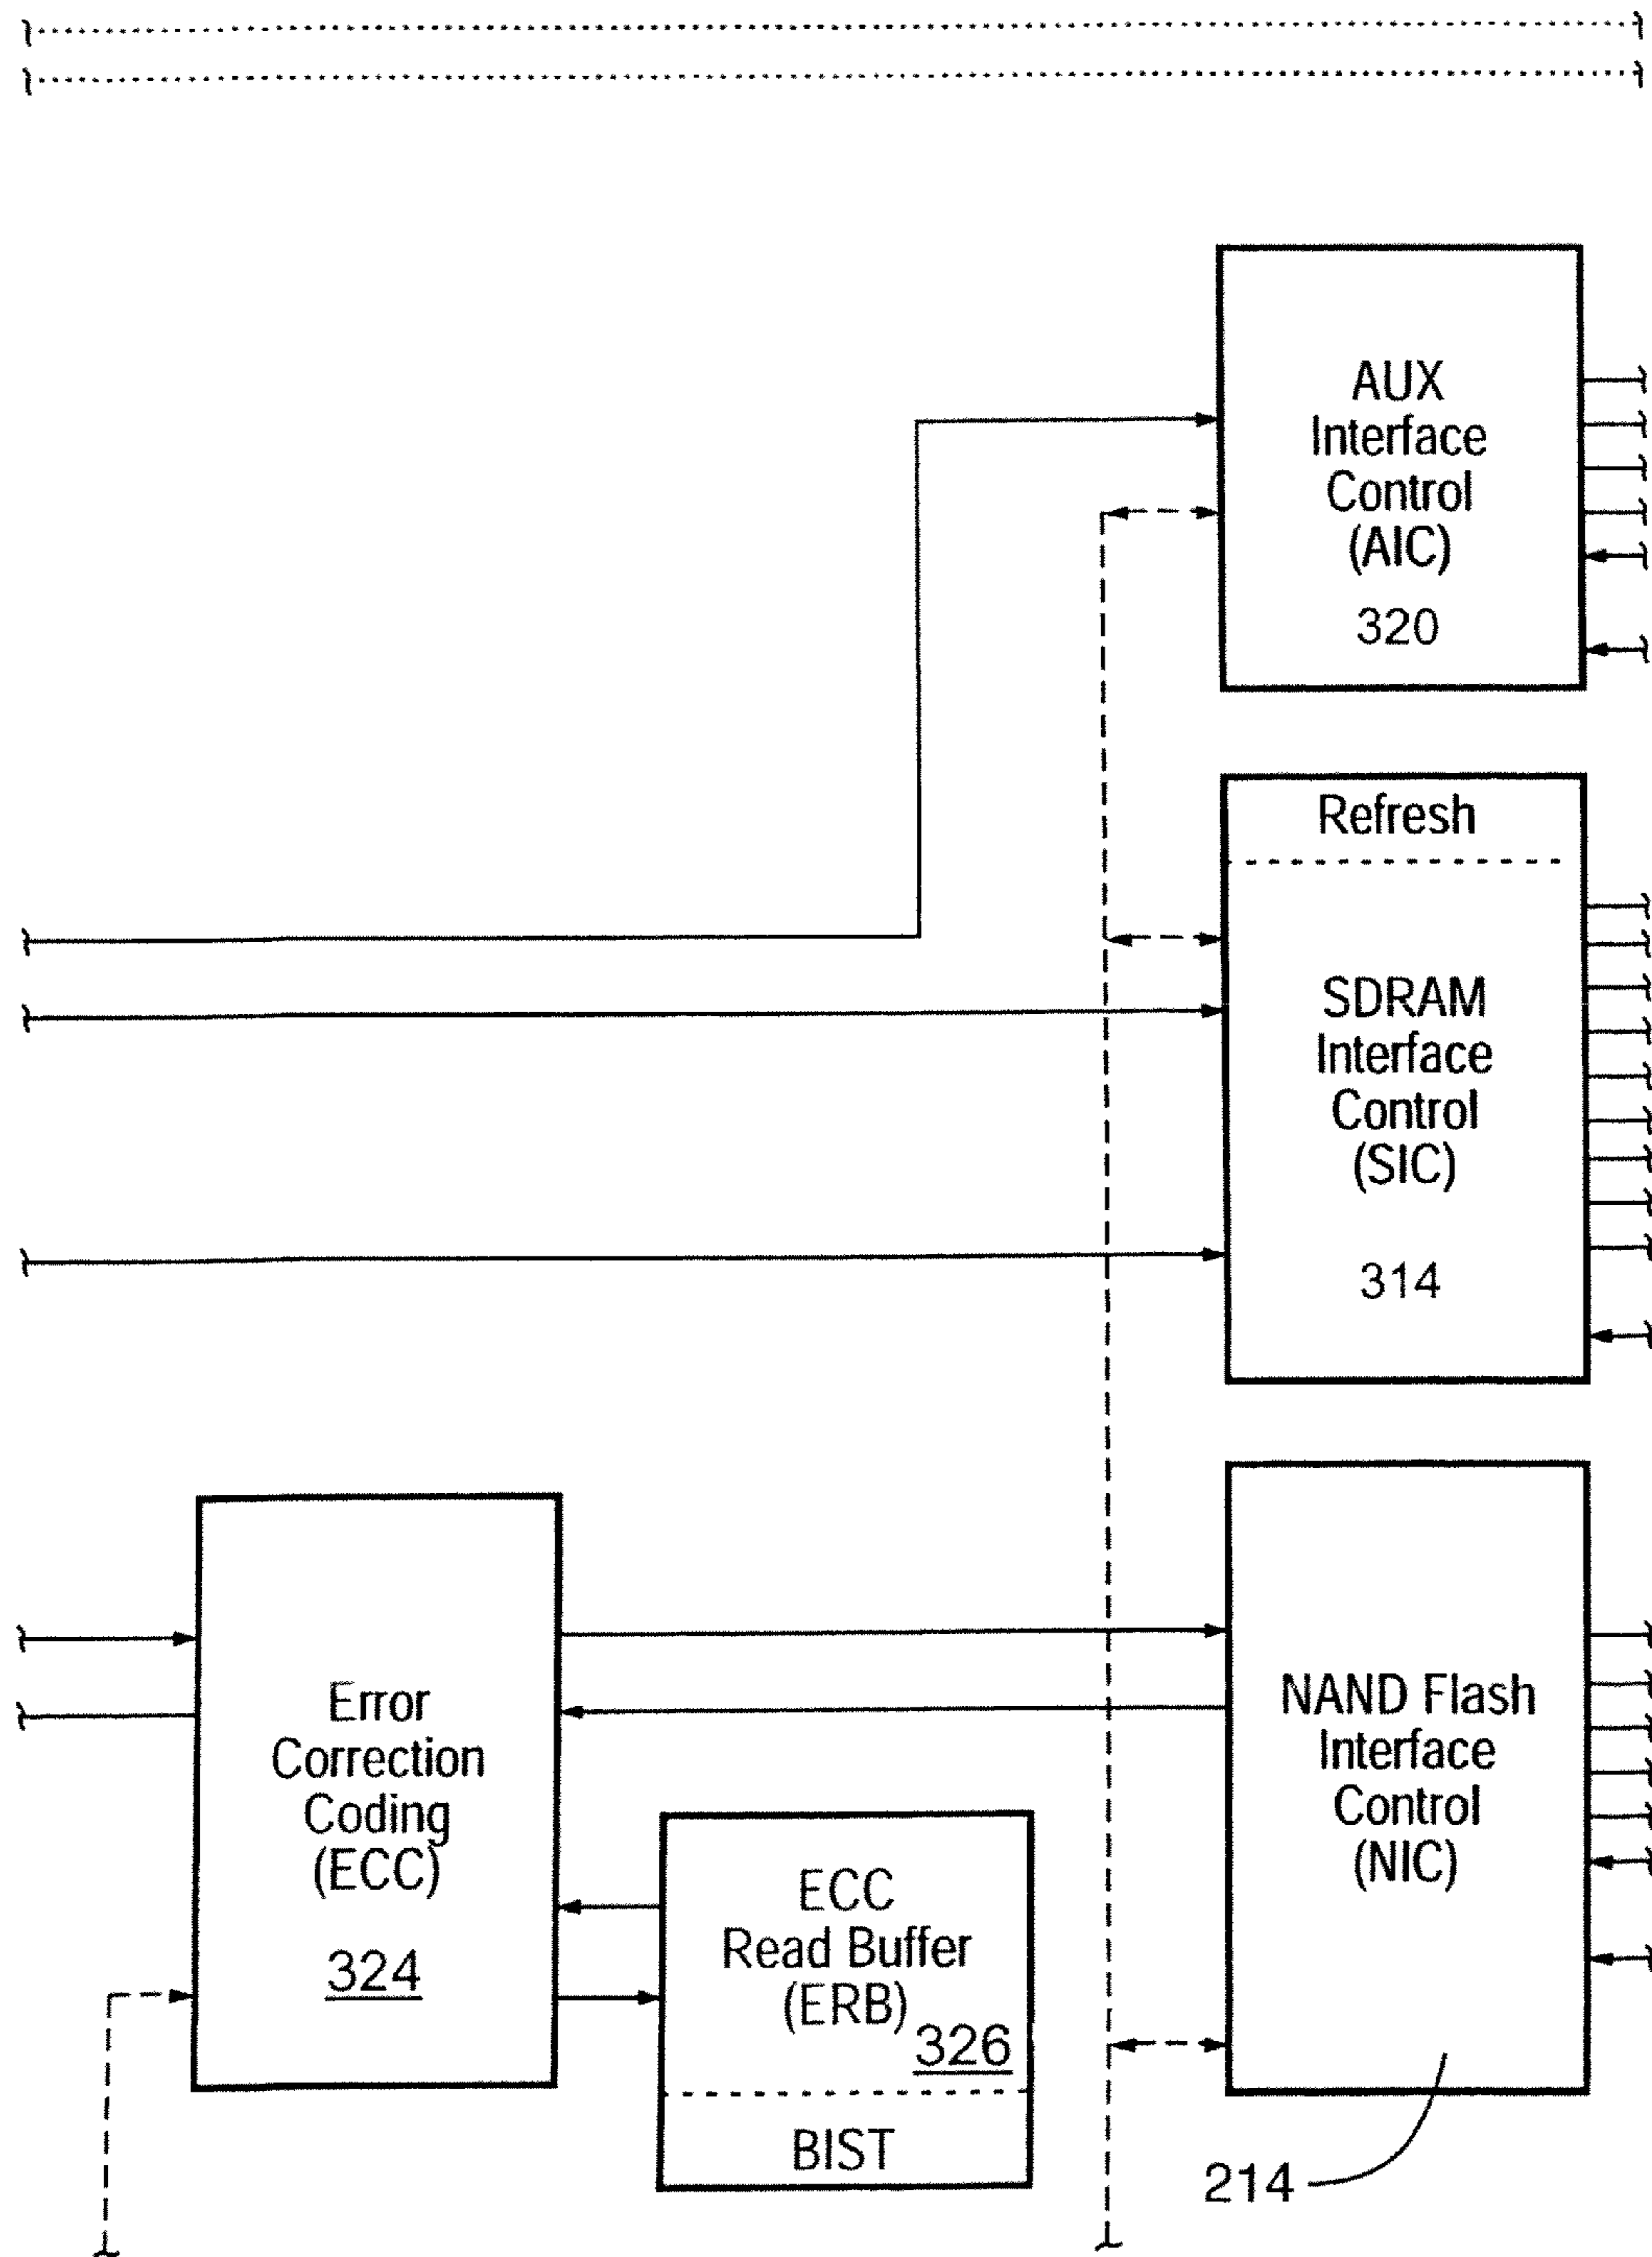 AUX
Interface
Control
(AIC)
320
Refresh
SDRAM
Interface
Control
(SIC)
314
Error
Correction
Coding
(ECC)
324
ECC
Read Buffer
(ERB)
326
BIST
NAND Flash
Interface
Control
(NIC)
214